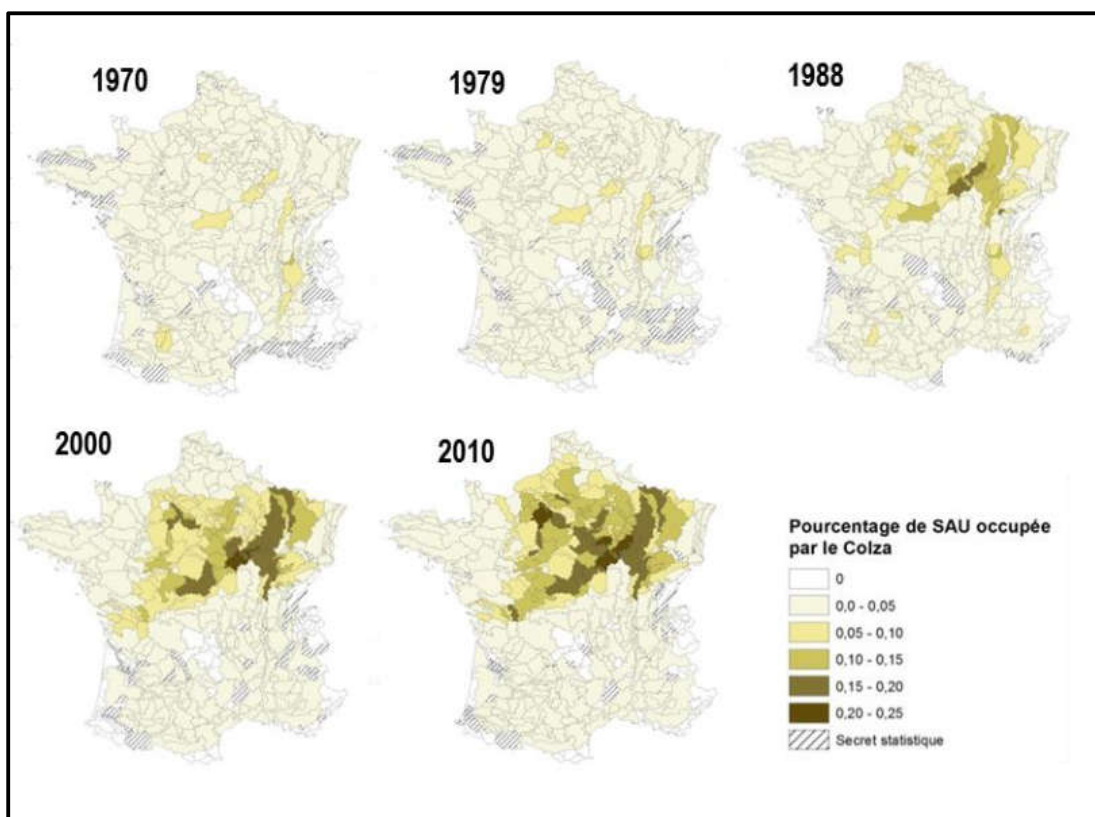 1970
1979
1988
2000
2010
Pourcentage de SAU occupée
par le Colza
0
0,0 - 0,05
0,05 - 0,10
0,10 - 0,15
0,15 - 0,20
0,20 - 0,25
Secret statistique